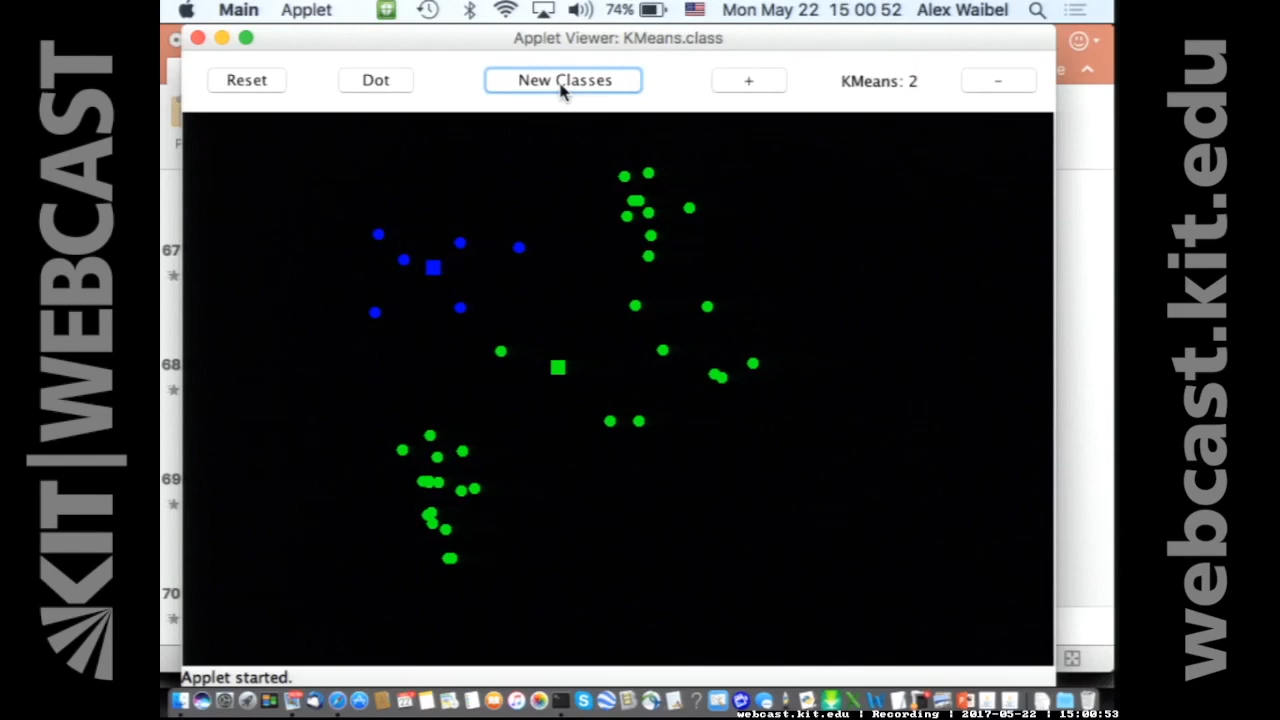 Main Applet 74% Mon May 22 15 00 52 Alex Waibel
Applet Viewer: KMeans.class
Reset Dot New Classes + KMeans: 2 -
67
68
69
70
Applet started.
KIT|WEBCAST
webcast.kit.edu
webcast.kit.edu | Recording | 2017-05-22 | 15:00:53